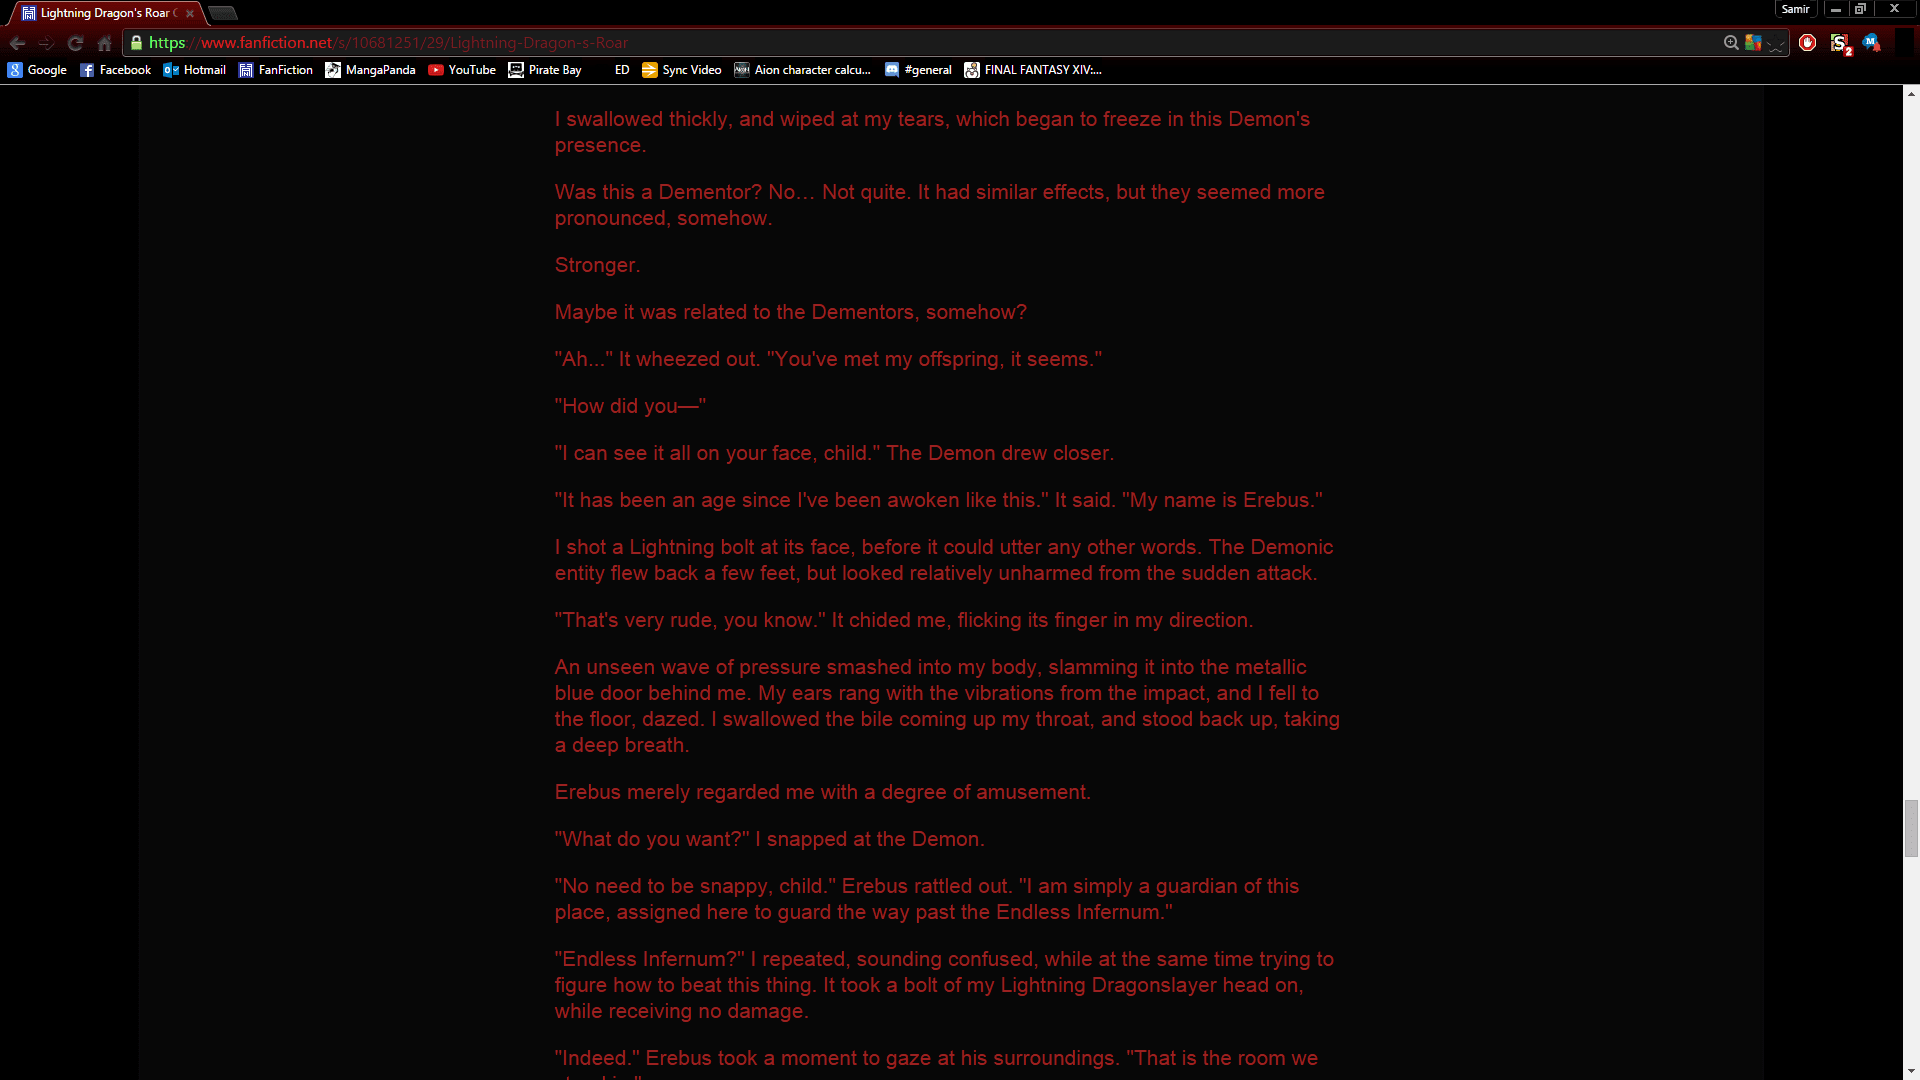 Lightning Dragon's Roar
Samir
https://www.fanfiction.net/s/10681251/29/Lightning-Dragon-s-Roar
2
Google Facebook Hotmail FanFiction MangaPanda YouTube Pirate Bay ED Sync Video Aion character calcu... #general FINAL FANTASY XIV:...
I swallowed thickly, and wiped at my tears, which began to freeze in this Demon's
presence.
Was this a Dementor? No... Not quite. It had similar effects, but they seemed more
pronounced, somehow.
Stronger.
Maybe it was related to the Dementors, somehow?
"Ah..." It wheezed out. "You've met my offspring, it seems."
"How did you—"
"I can see it all on your face, child." The Demon drew closer.
"It has been an age since I've been awoken like this." It said. "My name is Erebus."
I shot a Lightning bolt at its face, before it could utter any other words. The Demonic
entity flew back a few feet, but looked relatively unharmed from the sudden attack.
"That's very rude, you know." It chided me, flicking its finger in my direction.
An unseen wave of pressure smashed into my body, slamming it into the metallic
blue door behind me. My ears rang with the vibrations from the impact, and I fell to
the floor, dazed. I swallowed the bile coming up my throat, and stood back up, taking
a deep breath.
Erebus merely regarded me with a degree of amusement.
"What do you want?" I snapped at the Demon.
"No need to be snappy, child." Erebus rattled out. "I am simply a guardian of this
place, assigned here to guard the way past the Endless Infernum."
"Endless Infernum?" I repeated, sounding confused, while at the same time trying to
figure how to beat this thing. It took a bolt of my Lightning Dragonslayer head on,
while receiving no damage.
"Indeed." Erebus took a moment to gaze at his surroundings. "That is the room we